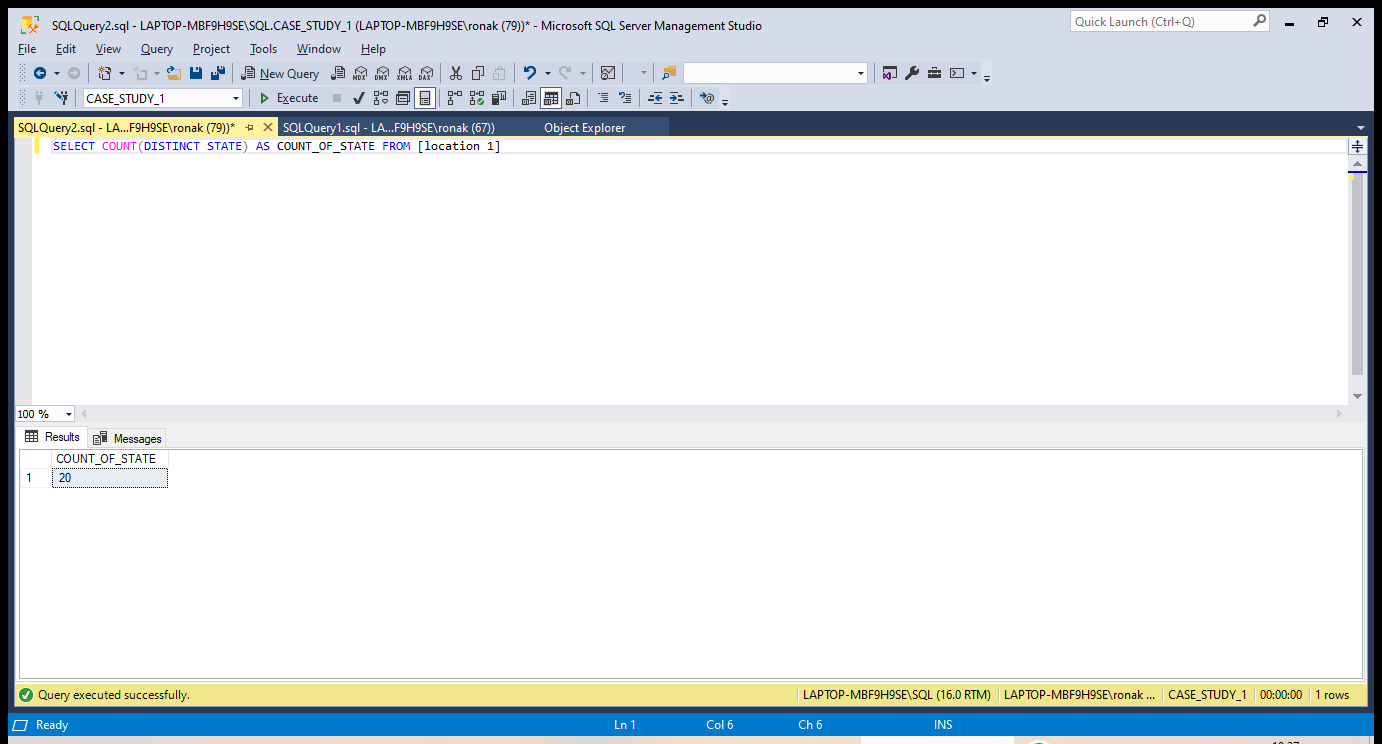 SQLQuery2.sql - LAPTOP-MBF9H9SE\SQL.CASE_STUDY_1 (LAPTOP-MBF9H9SE\ronak (79))* - Microsoft SQL Server Management Studio
Quick Launch (Ctrl+Q)
File Edit View Query Project Tools Window Help
New Query MDX DMX XMLA DAX
CASE_STUDY_1 Execute
SQLQuery2.sql - LA...F9H9SE\ronak (79))* SQLQuery1.sql - LA...F9H9SE\ronak (67)) Object Explorer
SELECT COUNT(DISTINCT STATE) AS COUNT_OF_STATE FROM [location 1]
100 %
Results Messages
COUNT_OF_STATE
1 20
Query executed successfully. LAPTOP-MBF9H9SE\SQL (16.0 RTM) LAPTOP-MBF9H9SE\ronak ... CASE_STUDY_1 00:00:00 1 rows
Ready Ln 1 Col 6 Ch 6 INS